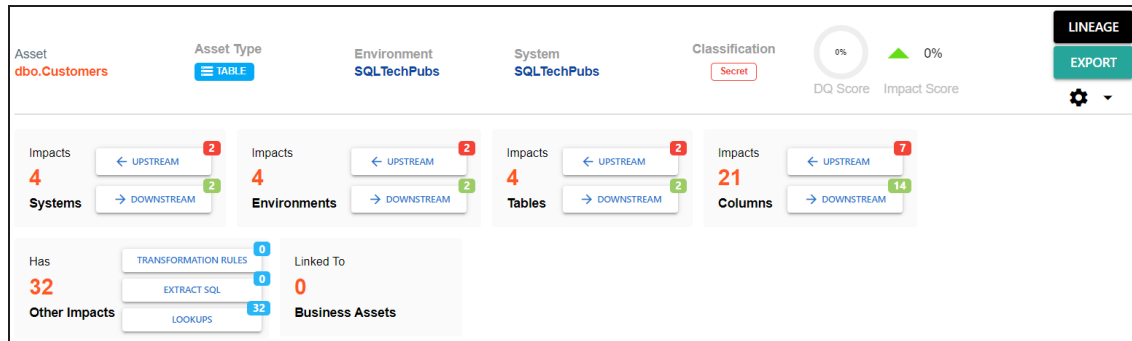 Asset
dbo.Customers
Asset Type
TABLE
Environment
SQLTechPubs
System
SQLTechPubs
Classification
Secret
0%
DQ Score
0%
Impact Score
LINEAGE
EXPORT
Impacts
4
Systems
UPSTREAM
2
DOWNSTREAM
2
Impacts
4
Environments
UPSTREAM
2
DOWNSTREAM
2
Impacts
4
Tables
UPSTREAM
2
DOWNSTREAM
2
Impacts
21
Columns
UPSTREAM
7
DOWNSTREAM
14
Has
32
Other Impacts
TRANSFORMATION RULES
0
EXTRACT SQL
0
LOOKUPS
32
Linked To
0
Business Assets